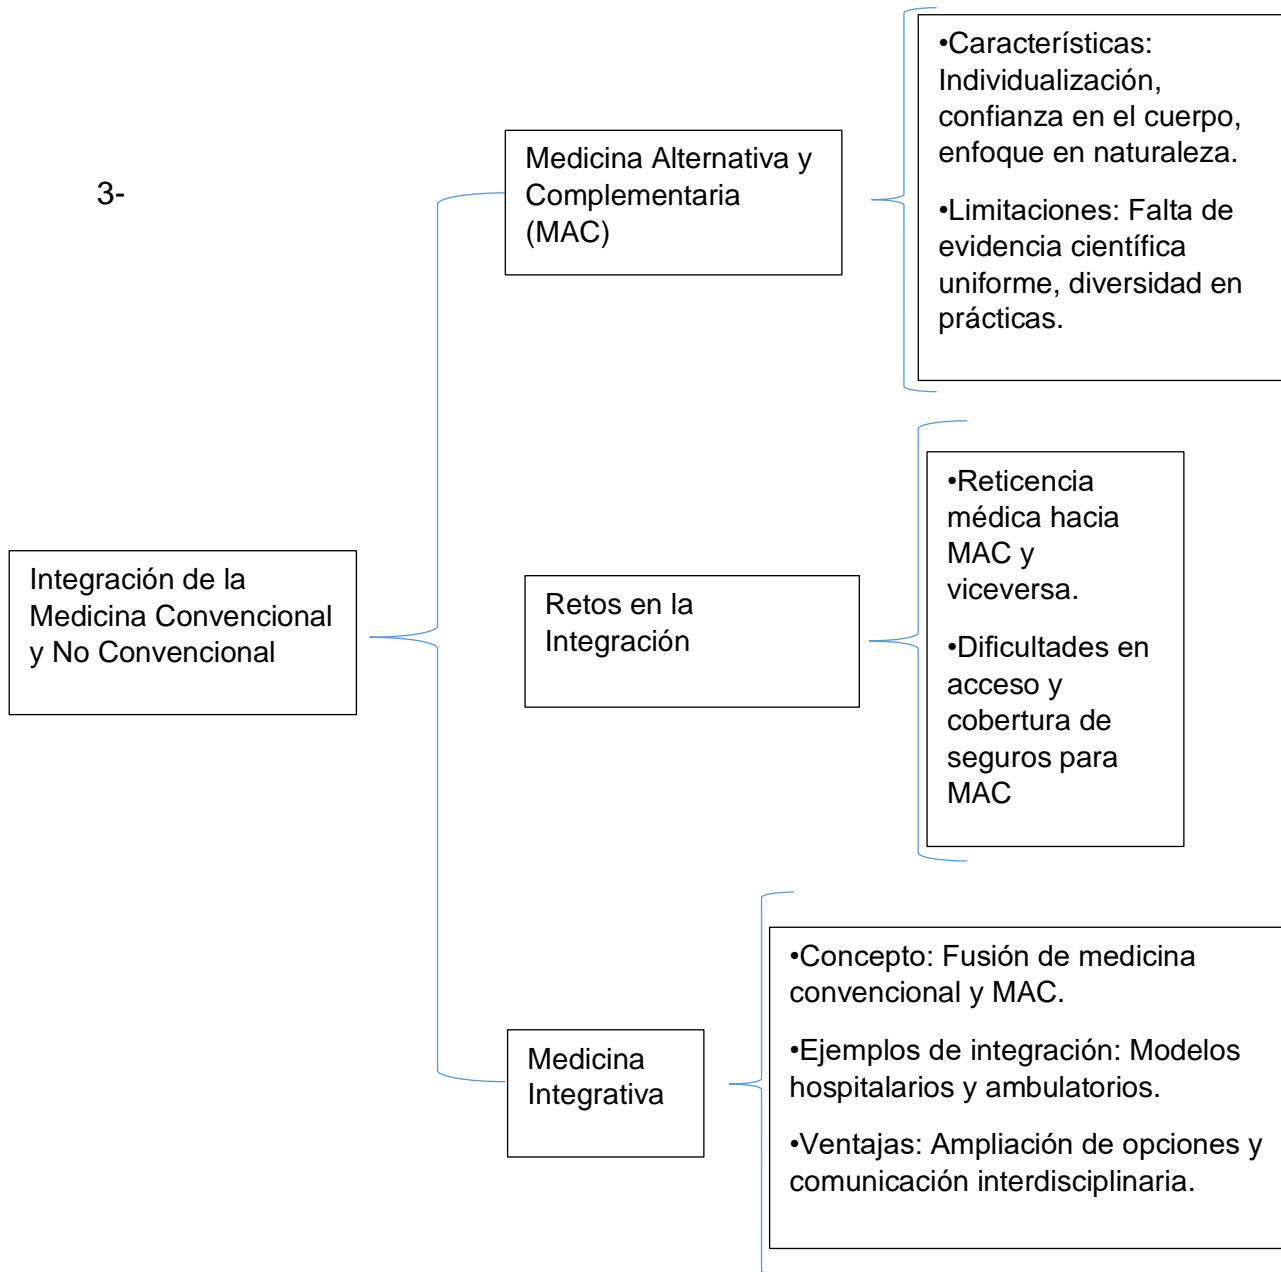 3-
Medicina Alternativa y
Complementaria
(MAC)
•Características:
Individualización,
confianza en el cuerpo,
enfoque en naturaleza.
•Limitaciones: Falta de
evidencia científica
uniforme, diversidad en
prácticas.
Integración de la
Medicina Convencional
y No Convencional
Retos en la
Integración
•Reticencia
médica hacia
MAC y
viceversa.
•Dificultades en
acceso y
cobertura de
seguros para
MAC
Medicina
Integrativa
•Concepto: Fusión de medicina
convencional y MAC.
•Ejemplos de integración: Modelos
hospitalarios y ambulatorios.
•Ventajas: Ampliación de opciones y
comunicación interdisciplinaria.